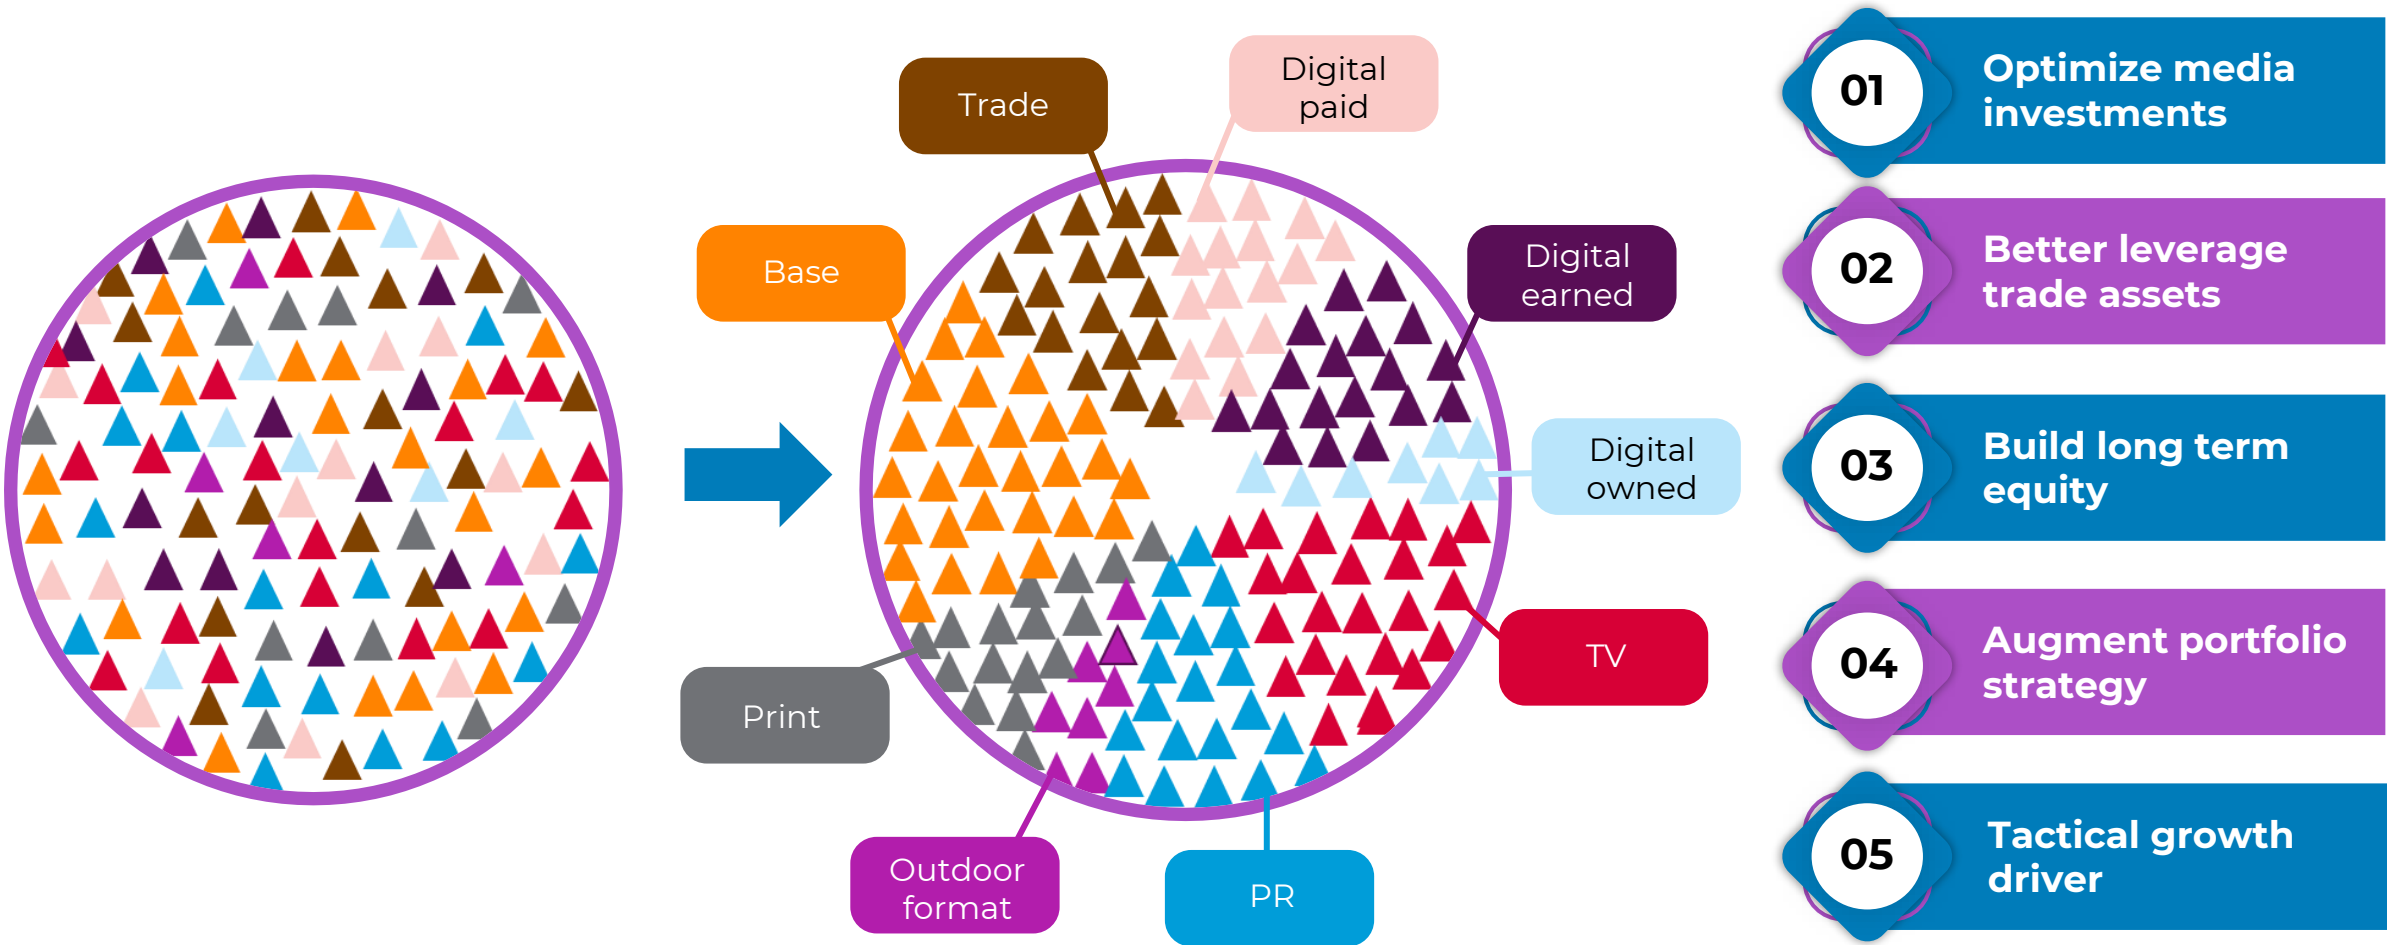 Trade
Digital
paid
Base
Digital
earned
Digital
owned
Print
TV
Outdoor
format
PR
01
Optimize media
investments
02
Better leverage
trade assets
03
Build long term
equity
04
Augment portfolio
strategy
05
Tactical growth
driver